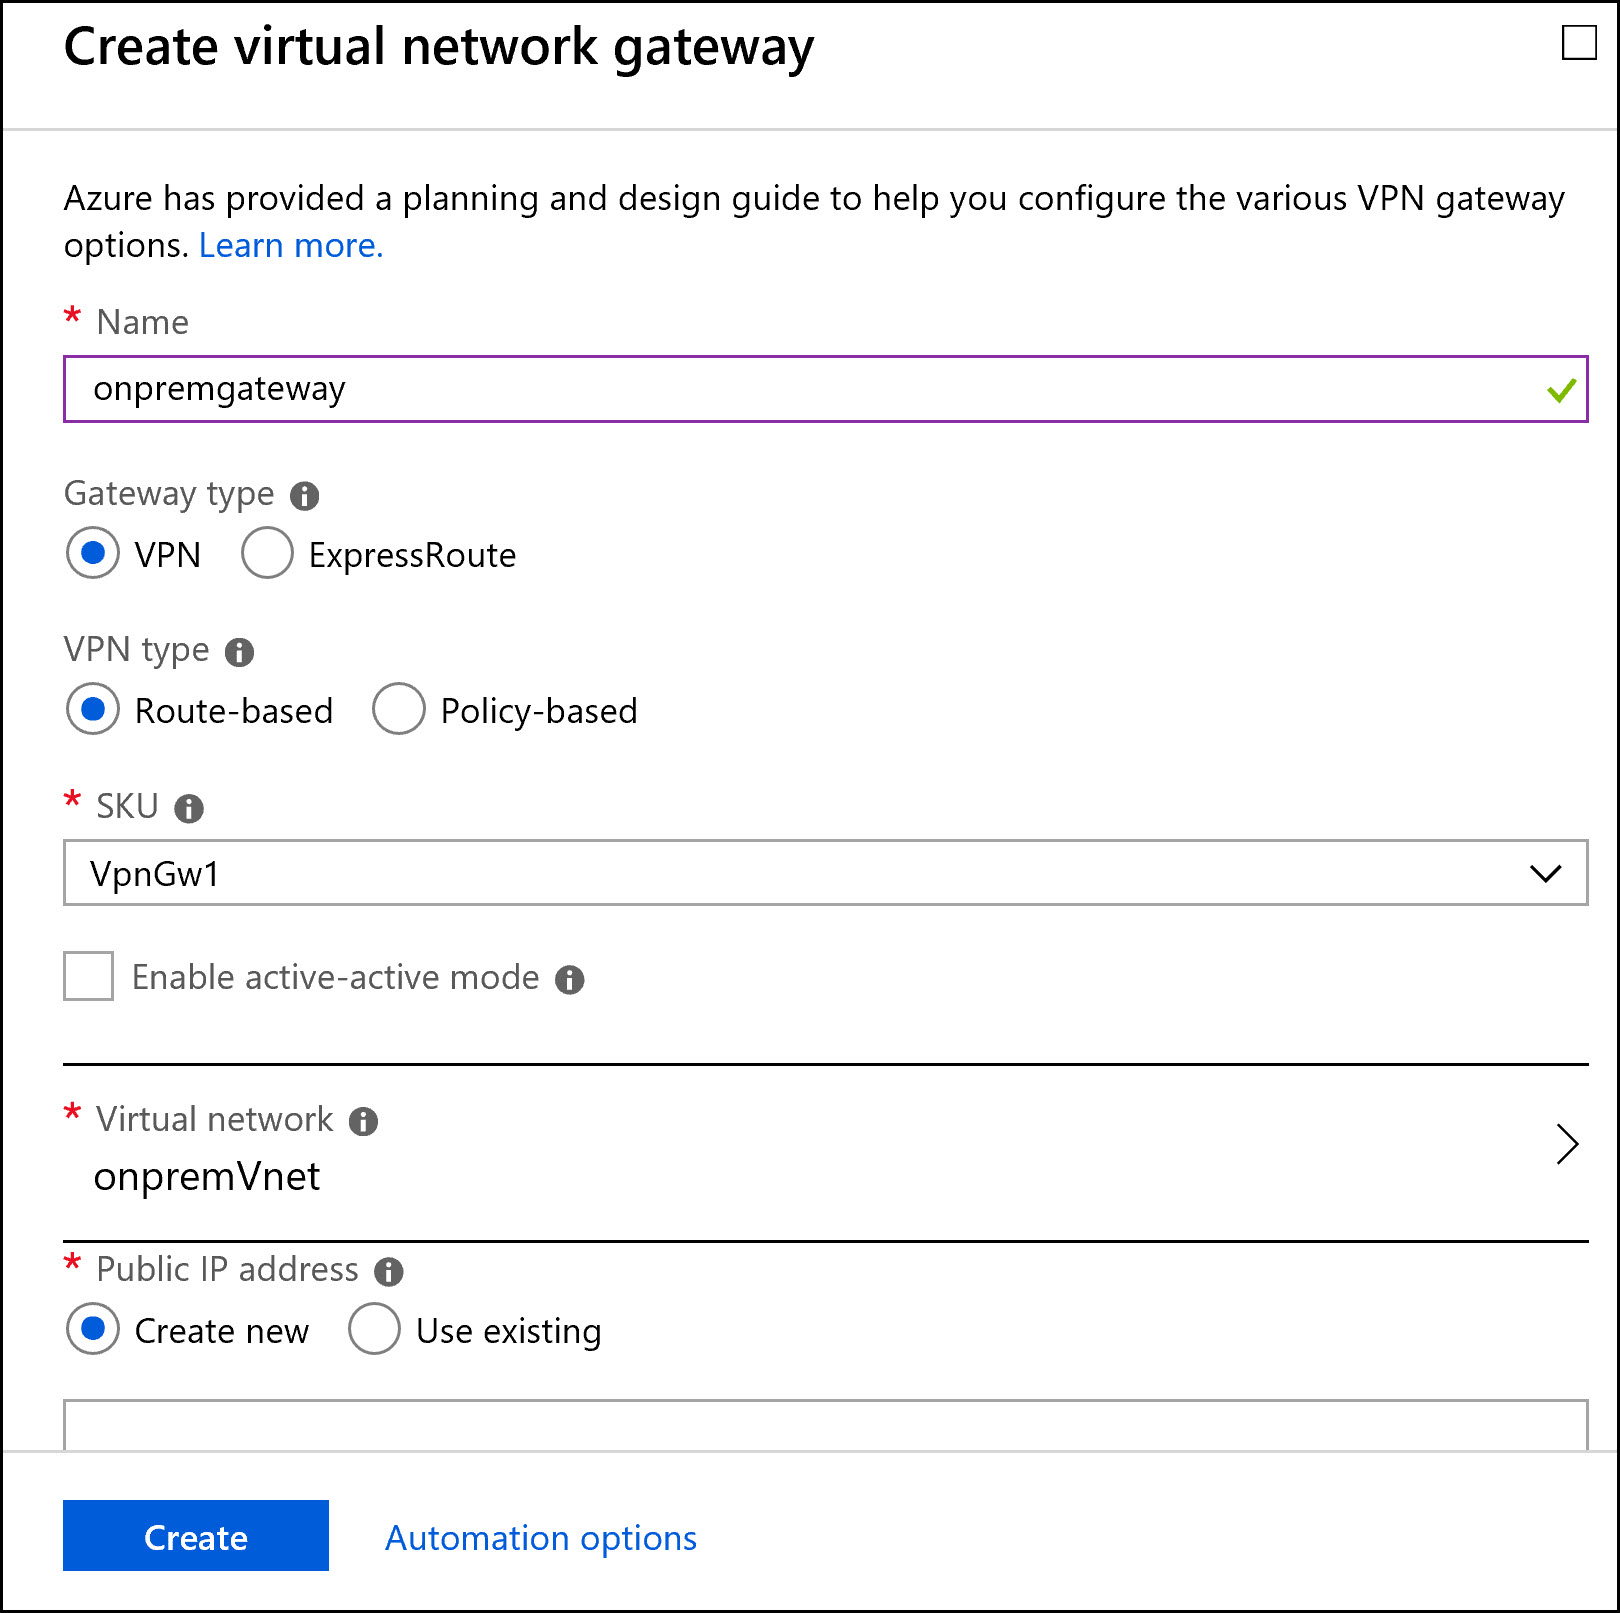 Create virtual network gateway
Azure has provided a planning and design guide to help you configure the various VPN gateway
options. Learn more.
* Name
onpremgateway
Gateway type
VPN ExpressRoute
VPN type
Route-based Policy-based
* SKU
VpnGw1
Enable active-active mode
* Virtual network
onpremVnet
* Public IP address
Create new Use existing
Create Automation options